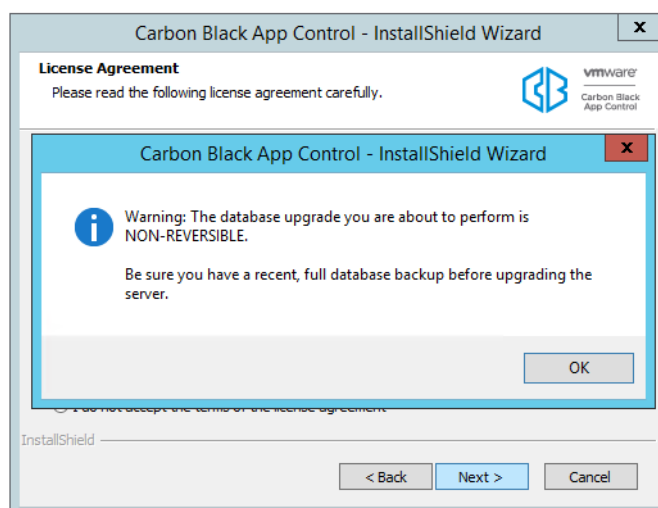 Carbon Black App Control - InstallShield Wizard
x
License Agreement
Please read the following license agreement carefully.
vmware
Carbon Black
App Control
Carbon Black App Control - InstallShield Wizard
x
Warning: The database upgrade you are about to perform is
NON-REVERSIBLE.
Be sure you have a recent, full database backup before upgrading the
server.
OK
I do not accept the terms of the license agreement
InstallShield
< Back
Next >
Cancel